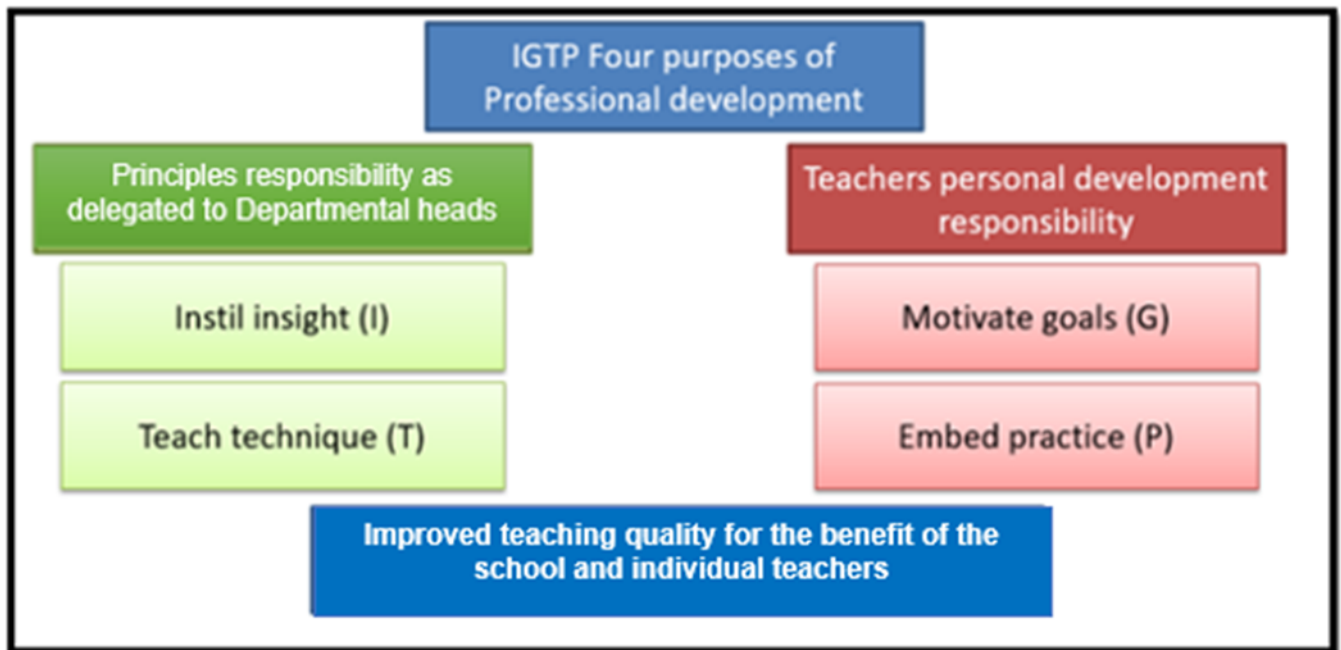 IGTP Four purposes of
Professional development
Principles responsibility as
delegated to Departmental heads
Instil insight (I)
Teach technique (T)
Teachers personal development
responsibility
Motivate goals (G)
Embed practice (P)
Improved teaching quality for the benefit of the
school and individual teachers